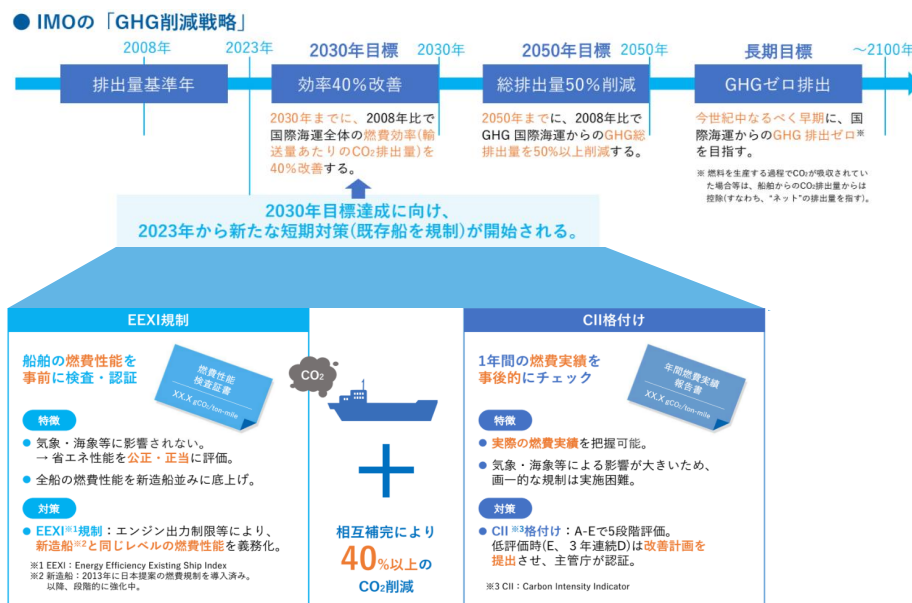 ● IMOの「GHG削減戦略」
2008年
2023年
2030年目標
2030年
2050年目標
2050年
長期目標
～2100年
排出量基準年
効率40%改善
総排出量50%削減
GHGゼロ排出
2030年までに、2008年比で
国際海運全体の燃費効率(輸
送量あたりのCO₂排出量)を
40%改善する。
2050年までに、2008年比で
GHG 国際海運からのGHG総
排出量を50%以上削減する。
今世紀中なるべく早期に、国
際海運からのGHG 排出ゼロ※
を目指す。
※ 燃料を生産する過程でCO₂が吸収されてい
た場合等は、船舶からのCO₂排出量からは
控除(すなわち、“ネット”の排出量を指す)。
2030年目標達成に向け、
2023年から新たな短期対策(既存船を規制)が開始される。
EEXI規制
船舶の燃費性能を
事前に検査・認証
燃費性能
検査証書
XX.X gCO₂/ton-mile
特徴
● 気象・海象等に影響されない。
→ 省エネ性能を公正・正当に評価。
● 全船の燃費性能を新造船並みに底上げ。
対策
● EEXI※1規制：エンジン出力制限等により、
新造船※2と同じレベルの燃費性能を義務化。
※1 EEXI：Energy Efficiency Existing Ship Index
※2 新造船：2013年に日本提案の燃費規制を導入済み。
以降、段階的に強化中。
CO₂
相互補完により
40%以上の
CO₂削減
CII格付け
1年間の燃費実績を
事後的にチェック
年間燃費実績
報告書
XX.X gCO₂/ton-mile
特徴
● 実際の燃費実績を把握可能。
● 気象・海象等による影響が大きいため、
画一的な規制は実施困難。
対策
● CII※3格付け：A-Eで5段階評価。
低評価時(E、３年連続D)は改善計画を
提出させ、主管庁が認証。
※3 CII：Carbon Intensity Indicator